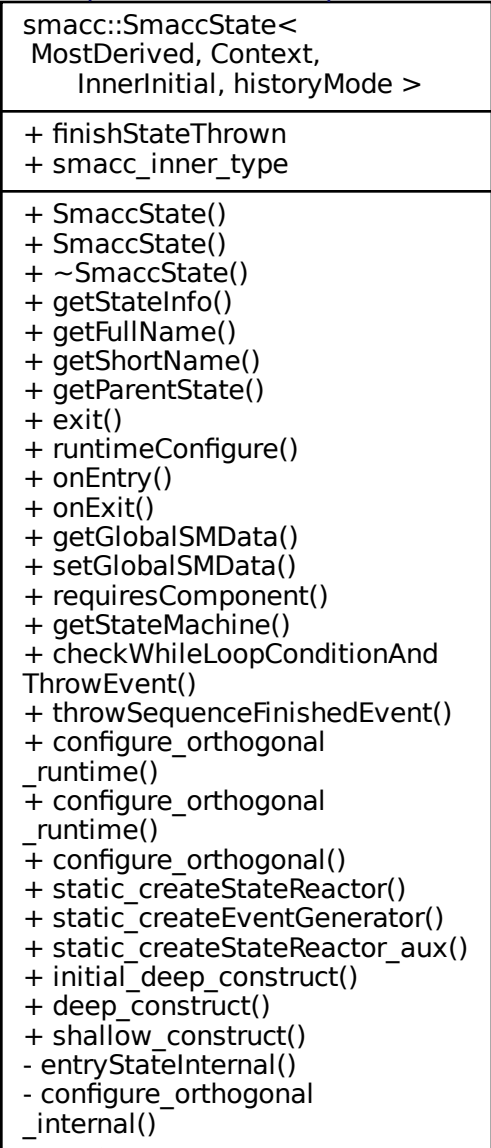 smacc::SmaccState<
MostDerived, Context,
InnerInitial, historyMode >
+ finishStateThrown
+ smacc_inner_type
+ SmaccState()
+ SmaccState()
+ ~SmaccState()
+ getStateInfo()
+ getFullName()
+ getShortName()
+ getParentState()
+ exit()
+ runtimeConfigure()
+ onEntry()
+ onExit()
+ getGlobalSMData()
+ setGlobalSMData()
+ requiresComponent()
+ getStateMachine()
+ checkWhileLoopConditionAnd
ThrowEvent()
+ throwSequenceFinishedEvent()
+ configure_orthogonal
_runtime()
+ configure_orthogonal
_runtime()
+ configure_orthogonal()
+ static_createStateReactor()
+ static_createEventGenerator()
+ static_createStateReactor_aux()
+ initial_deep_construct()
+ deep_construct()
+ shallow_construct()
- entryStateInternal()
- configure_orthogonal
_internal()